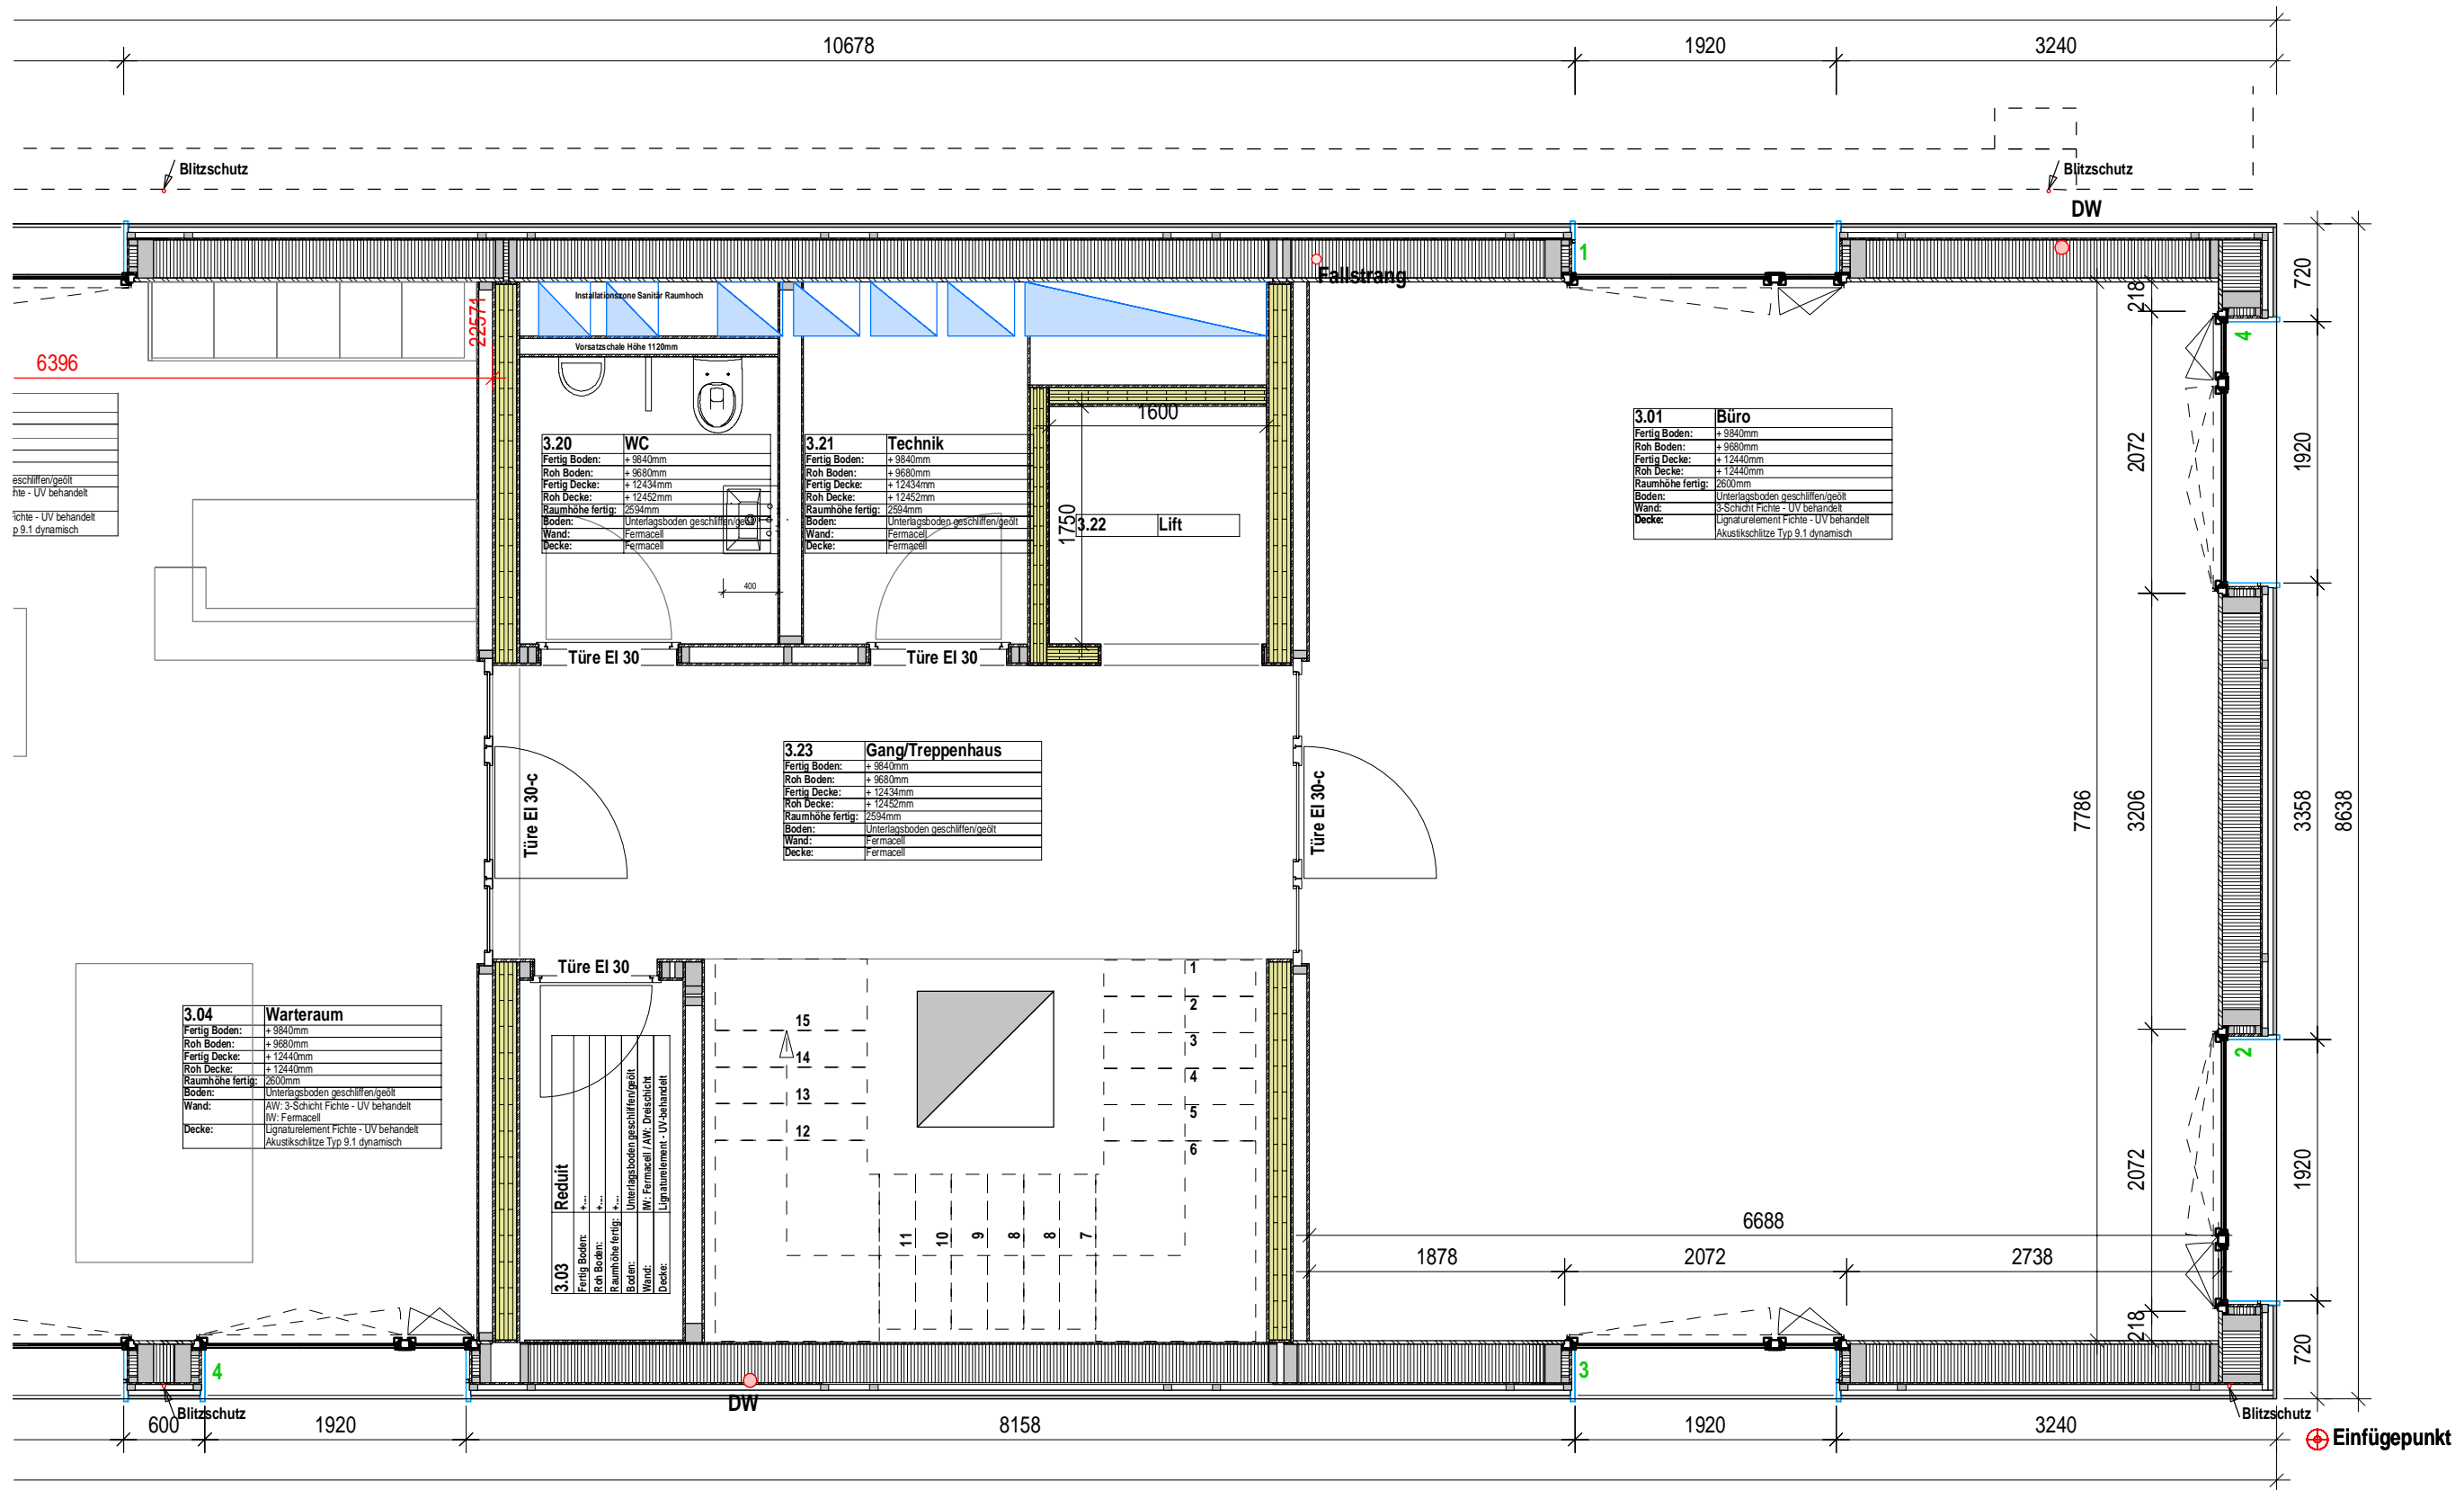 10678
1920
3240
Blitzschutz
Blitzschutz
DW
1
Fallstrang
22571
Installationszone Sanitär Raumhoch
Vorsatzschale Höhe 1120mm
6396
218
720
4
eschliffen/geölt
hte - UV behandelt
ichte - UV behandelt
p 9.1 dynamisch
3.20 WC
Fertig Boden: + 9840mm
Roh Boden: + 9680mm
Fertig Decke: + 12434mm
Roh Decke: + 12452mm
Raumhöhe fertig: 2594mm
Boden: Unterlagsboden geschliffen/geölt
Wand: Fermacell
Decke: Fermacell
400
3.21 Technik
Fertig Boden: + 9840mm
Roh Boden: + 9680mm
Fertig Decke: + 12434mm
Roh Decke: + 12452mm
Raumhöhe fertig: 2594mm
Boden: Unterlagsboden geschliffen/geölt
Wand: Fermacell
Decke: Fermacell
1600
1750
3.22 Lift
3.01 Büro
Fertig Boden: + 9840mm
Roh Boden: + 9680mm
Fertig Decke: + 12440mm
Roh Decke: + 12440mm
Raumhöhe fertig: 2600mm
Boden: Unterlagsboden geschliffen/geölt
Wand: 3-Schicht Fichte - UV behandelt
Decke: Lignaturelement Fichte - UV behandelt
Akustikschlitze Typ 9.1 dynamisch
2072
1920
Türe EI 30
Türe EI 30
3.23 Gang/Treppenhaus
Fertig Boden: + 9840mm
Roh Boden: + 9680mm
Fertig Decke: + 12434mm
Roh Decke: + 12452mm
Raumhöhe fertig: 2594mm
Boden: Unterlagsboden geschliffen/geölt
Wand: Fermacell
Decke: Fermacell
Türe EI 30-c
Türe EI 30-c
7786
3206
3358
8638
Türe EI 30
3.04 Warteraum
Fertig Boden: + 9840mm
Roh Boden: + 9680mm
Fertig Decke: + 12440mm
Roh Decke: + 12440mm
Raumhöhe fertig: 2600mm
Boden: Unterlagsboden geschliffen/geölt
Wand: AW: 3-Schicht Fichte - UV behandelt
IW: Fermacell
Decke: Lignaturelement Fichte - UV behandelt
Akustikschlitze Typ 9.1 dynamisch
3.03 Reduit
Fertig Boden: +....
Roh Boden: +....
Raumhöhe fertig: +....
Boden: Unterlagsboden geschliffen/geölt
Wand: IW: Fermacell / AW: Dreischicht
Decke: Lignaturelement - UV-behandelt
15
14
13
12
1
2
3
4
5
6
11
10
9
8
8
7
2
2072
1920
6688
1878
2072
2738
218
720
4
3
Blitzschutz
DW
Blitzschutz
600
1920
8158
1920
3240
Einfügepunkt